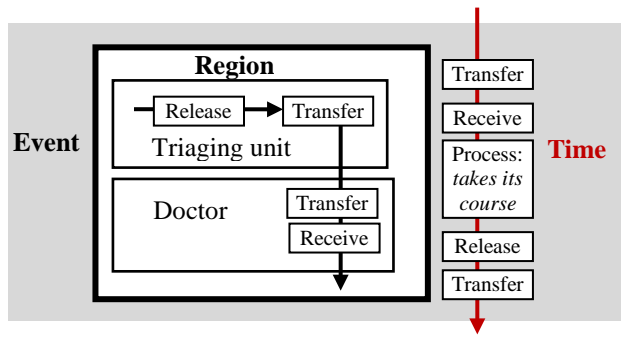 Region
Release
Transfer
Triaging unit
Doctor
Transfer
Receive
Event
Transfer
Receive
Process:
takes its
course
Release
Transfer
Time